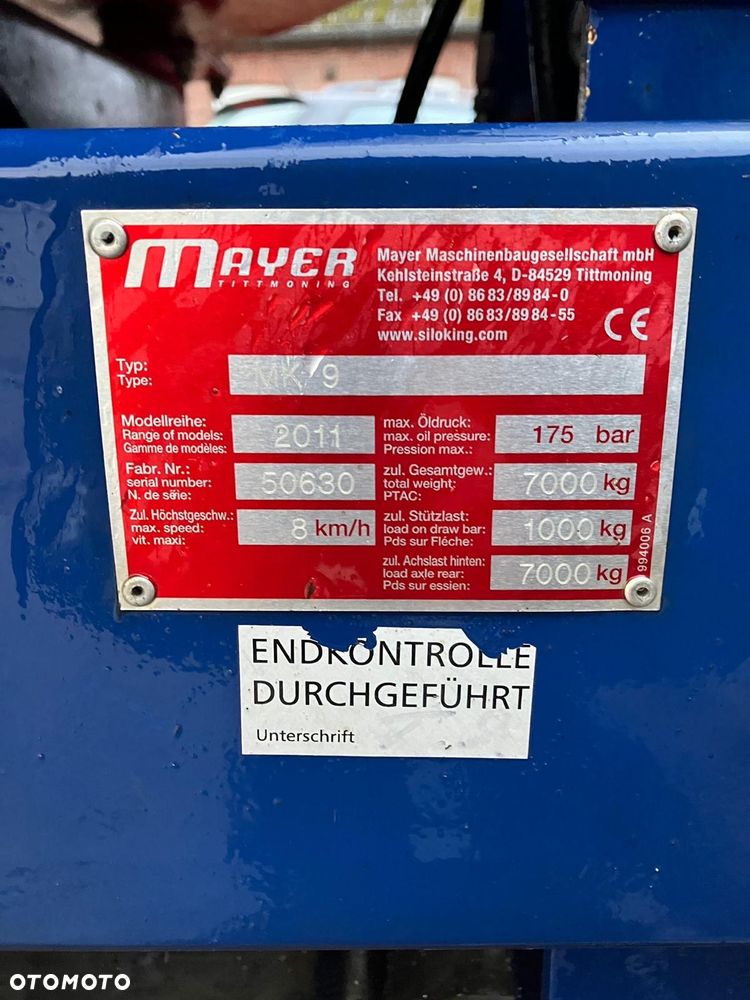 MAYER
TITTMONING
Mayer Maschinenbaugesellschaft mbH
Kehlsteinstraße 4, D-84529 Tittmoning
Tel. +49 (0) 86 83/89 84-0
Fax +49 (0) 86 83/89 84-55
www.siloking.com
CE
Typ:
Type:
MK 9
Modellreihe:
Range of models:
Gamme de modèles:
2011
max. Öldruck:
max. oil pressure:
Pression max.:
175 bar
Fabr. Nr.:
serial number:
N. de série:
50630
zul. Gesamtgew.:
total weight:
PTAC:
7000 kg
Zul. Höchstgeschw.:
max. speed:
vit. maxi:
8 km/h
zul. Stützlast:
load on draw bar:
Pds sur Fléche:
1000 kg
zul. Achslast hinten:
load axle rear:
Pds sur essien:
7000 kg
994006 A
ENDKONTROLLE
DURCHGEFÜHRT
Unterschrift
OTOMOTO